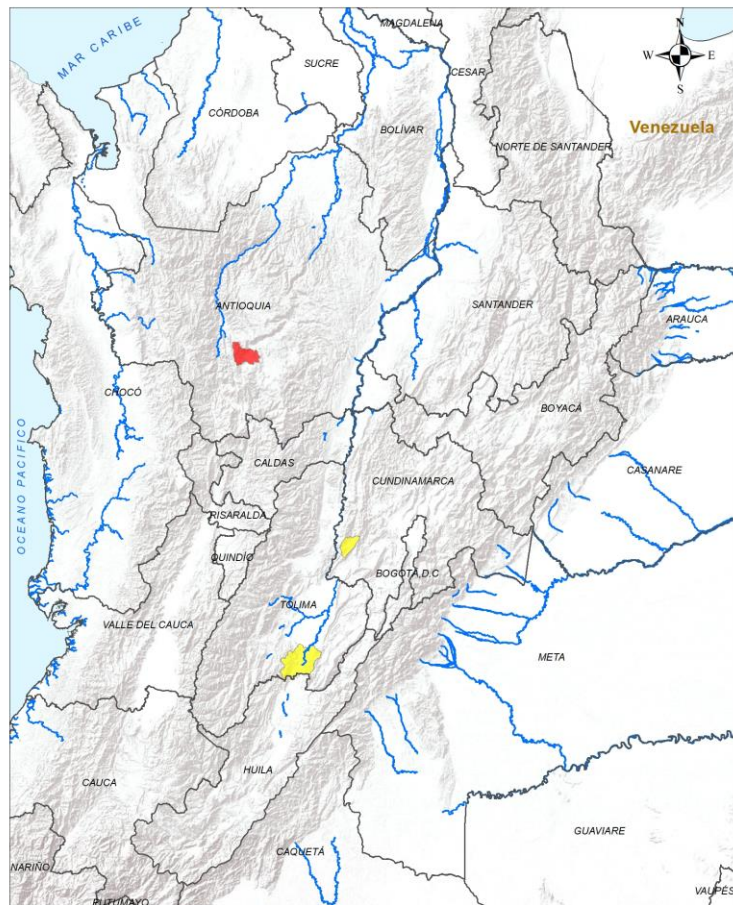 MAGDALENA
N
W E
S
MAR CARIBE
SUCRE
CESAR
CÓRDOBA
BOLÍVAR
Venezuela
NORTE DE SANTANDER
ANTIOQUIA
SANTANDER
ARAUCA
CHOCÓ
BOYACÁ
OCEANO PACIFICO
CALDAS
CASANARE
CUNDINAMARCA
RISARALDA
QUINDÍO
BOGOTÁ, D.C
TOLIMA
VALLE DEL CAUCA
META
HUILA
CAUCA
GUAVIARE
CAQUETÁ
NARIÑO
VAUPÉS
PUTUMAYO